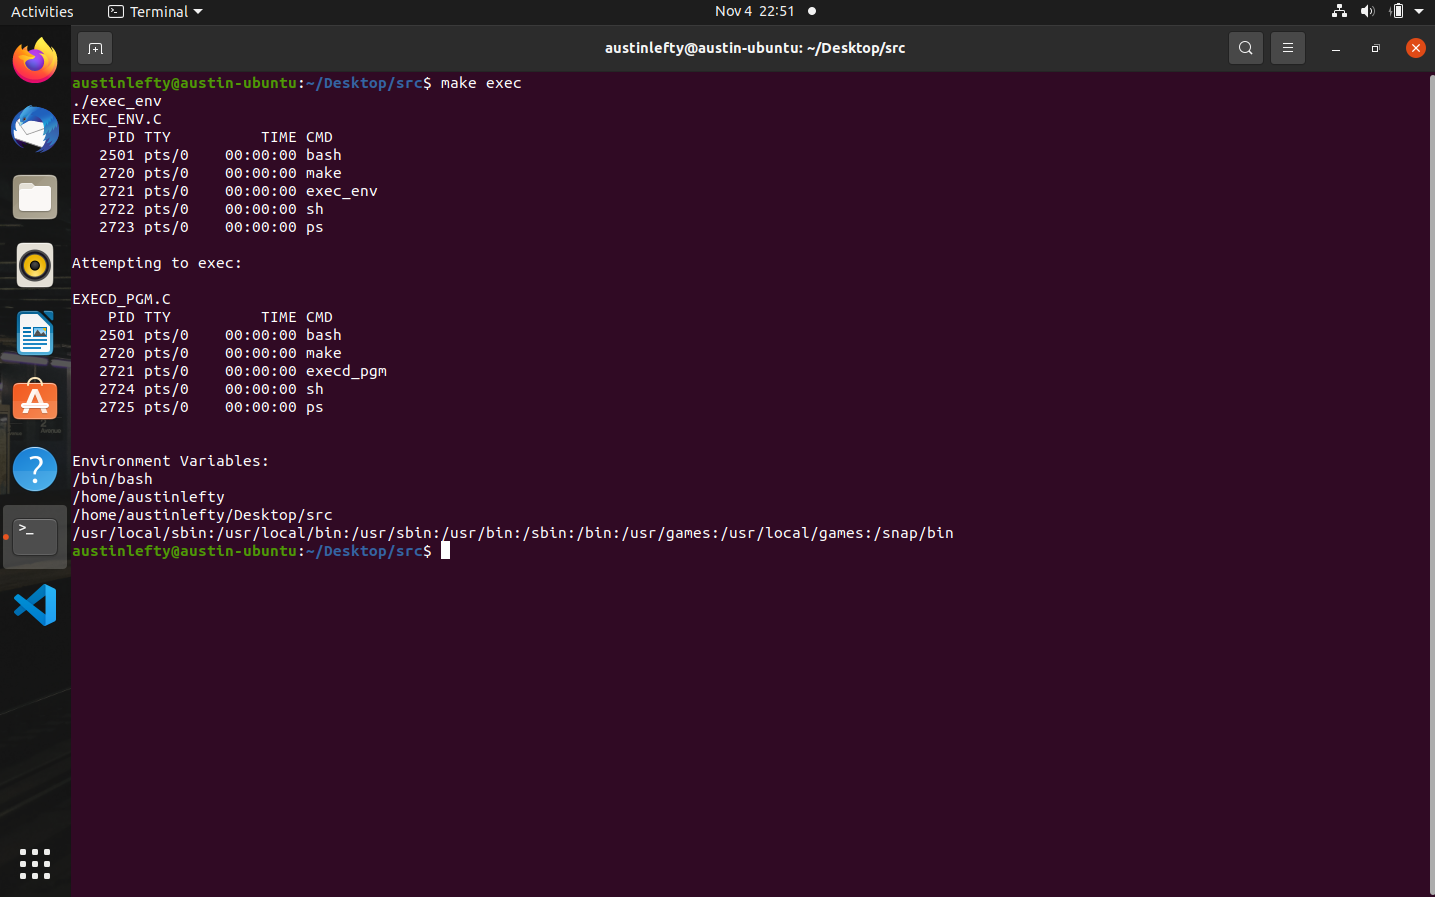 Activities Terminal Nov 4 22:51
austinlefty@austin-ubuntu: ~/Desktop/src
austinlefty@austin-ubuntu:~/Desktop/src$ make exec
./exec_env
EXEC_ENV.C
PID TTY TIME CMD
2501 pts/0 00:00:00 bash
2720 pts/0 00:00:00 make
2721 pts/0 00:00:00 exec_env
2722 pts/0 00:00:00 sh
2723 pts/0 00:00:00 ps
Attempting to exec:
EXECD_PGM.C
PID TTY TIME CMD
2501 pts/0 00:00:00 bash
2720 pts/0 00:00:00 make
2721 pts/0 00:00:00 execd_pgm
2724 pts/0 00:00:00 sh
2725 pts/0 00:00:00 ps
Environment Variables:
/bin/bash
/home/austinlefty
/home/austinlefty/Desktop/src
/usr/local/sbin:/usr/local/bin:/usr/sbin:/usr/bin:/sbin:/bin:/usr/games:/usr/local/games:/snap/bin
austinlefty@austin-ubuntu:~/Desktop/src$